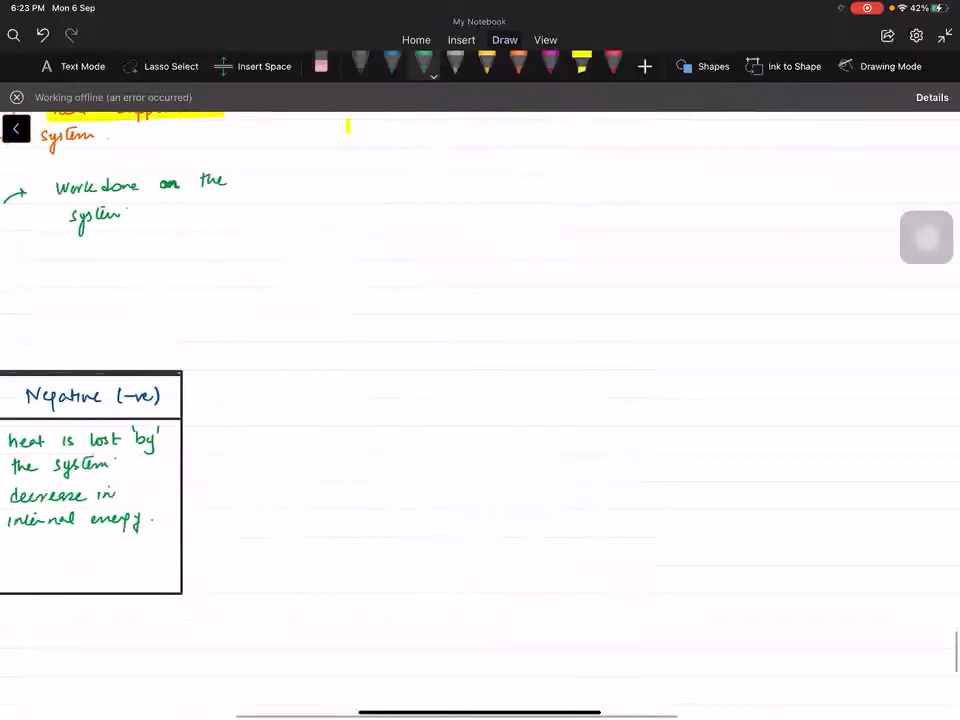 6:23 PM Mon 6 Sep
42%
My Notebook
Home Insert Draw View
Text Mode Lasso Select Insert Space Shapes Ink to Shape Drawing Mode
Working offline (an error occurred) Details
system.
Work done on the
system.
Negative (-ve)
heat is lost 'by'
the system.
decrease in
internal energy.